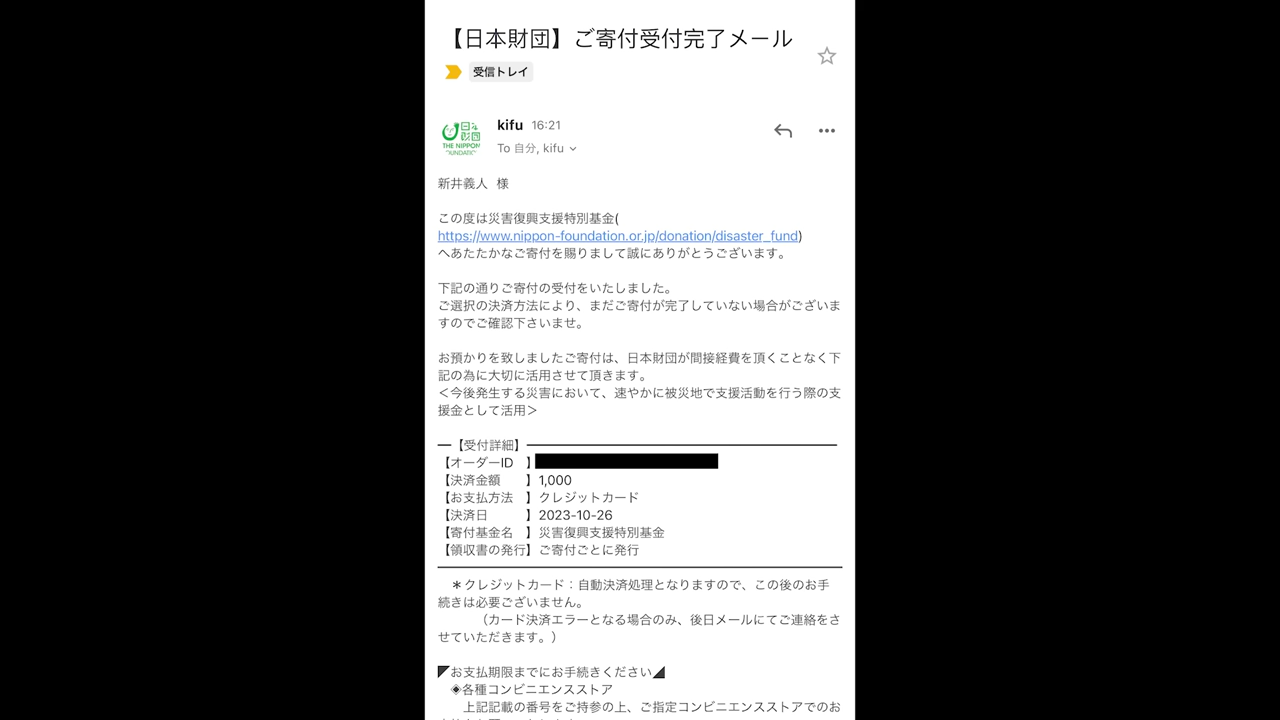 【日本財団】ご寄付受付完了メール
受信トレイ
kifu 16:21
To 自分, kifu
日本財団
THE NIPPON
新井義人 様
この度は災害復興支援特別基金(
https://www.nippon-foundation.or.jp/donation/disaster_fund)
へあたたかなご寄付を賜りまして誠にありがとうございます。
下記の通りご寄付の受付をいたしました。
ご選択の決済方法により、まだご寄付が完了していない場合がございま
すのでご確認下さいませ。
お預かりを致しましたご寄付は、日本財団が間接経費を頂くことなく下
記の為に大切に活用させて頂きます。
＜今後発生する災害において、速やかに被災地で支援活動を行う際の支
援金として活用＞
━【受付詳細】━━━━━━━━━━━━━━━━━━━━
【オーダーID 】
【決済金額 】1,000
【お支払方法 】クレジットカード
【決済日 】2023-10-26
【寄付基金名 】災害復興支援特別基金
【領収書の発行】ご寄付ごとに発行
＊クレジットカード：自動決済処理となりますので、この後のお手
続きは必要ございません。
（カード決済エラーとなる場合のみ、後日メールにてご連絡をさ
せていただきます。）
◤お支払期限までにお手続きください◢
◈各種コンビニエンスストア
上記記載の番号をご持参の上、ご指定コンビニエンスストアでのお